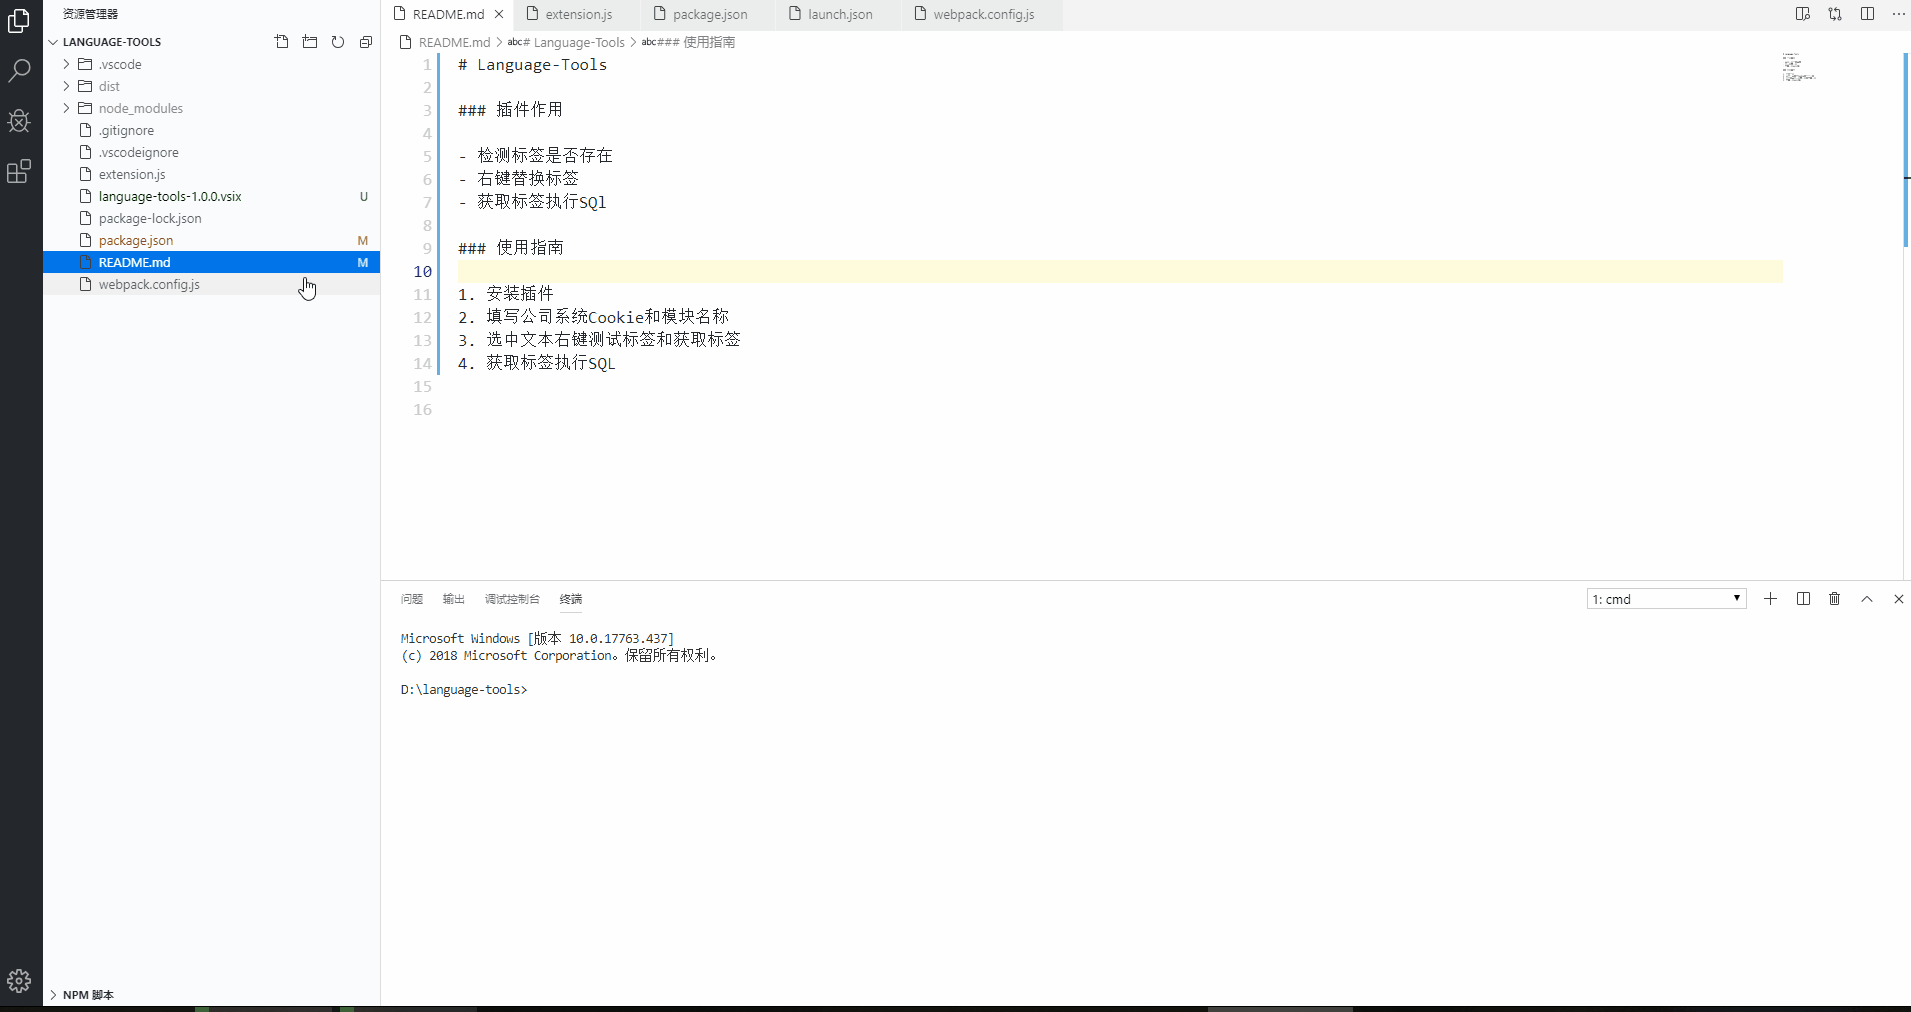 资源管理器
LANGUAGE-TOOLS
.vscode
dist
node_modules
.gitignore
.vscodeignore
extension.js
language-tools-1.0.0.vsix U
package-lock.json
package.json M
README.md M
webpack.config.js
NPM 脚本
README.md extension.js package.json launch.json webpack.config.js
README.md > abc# Language-Tools > abc### 使用指南
1 # Language-Tools
2
3 ### 插件作用
4
5 - 检测标签是否存在
6 - 右键替换标签
7 - 获取标签执行SQl
8
9 ### 使用指南
10
11 1. 安装插件
12 2. 填写公司系统Cookie和模块名称
13 3. 选中文本右键测试标签和获取标签
14 4. 获取标签执行SQL
15
16
问题 输出 调试控制台 终端 1: cmd
Microsoft Windows [版本 10.0.17763.437]
(c) 2018 Microsoft Corporation。保留所有权利。
D:\language-tools>